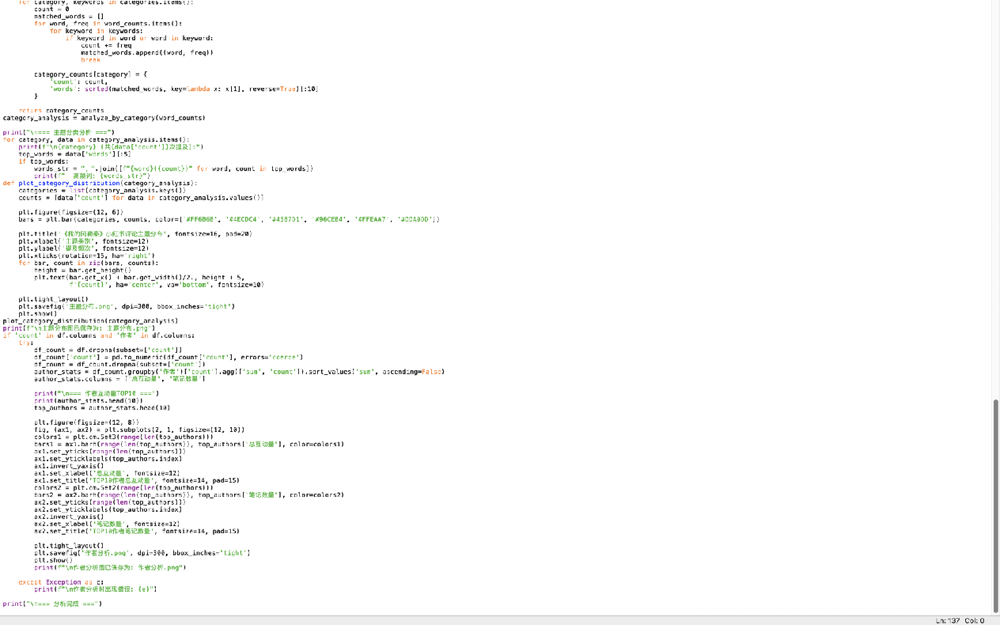 for category, keywords in categories.items():
count = 0
matched_words = []
for word, freq in word_counts.items():
for keyword in keywords:
if keyword in word or word in keyword:
count += freq
matched_words.append((word, freq))
break
category_counts[category] = {
'count': count,
'words': sorted(matched_words, key=lambda x: x[1], reverse=True)[:10]
}
return category_counts
category_analysis = analyze_by_category(word_counts)
print("\n=== 主题分类分析 ===")
for category, data in category_analysis.items():
print(f"\n{category} (共{data['count']}次提及):")
top_words = data['words'][:5]
if top_words:
words_str = "、".join([f"{word}({count})" for word, count in top_words])
print(f"  高频词: {words_str}")
def plot_category_distribution(category_analysis):
categories = list(category_analysis.keys())
counts = [data['count'] for data in category_analysis.values()]
plt.figure(figsize=(12, 6))
bars = plt.bar(categories, counts, color=['#FF6B6B', '#4ECDC4', '#45B7D1', '#96CEB4', '#FFEAA7', '#DDA0DD'])
plt.title('《我的阿勒泰》小红书评论主题分布', fontsize=16, pad=20)
plt.xlabel('主题类别', fontsize=12)
plt.ylabel('提及频次', fontsize=12)
plt.xticks(rotation=15, ha='right')
for bar, count in zip(bars, counts):
height = bar.get_height()
plt.text(bar.get_x() + bar.get_width()/2., height + 5,
f'{count}', ha='center', va='bottom', fontsize=10)
plt.tight_layout()
plt.savefig('主题分布.png', dpi=300, bbox_inches='tight')
plt.show()
plot_category_distribution(category_analysis)
print(f"\n主题分布图已保存为: 主题分布.png")
if 'count' in df.columns and '作者' in df.columns:
try:
df_count = df.dropna(subset=['count'])
df_count['count'] = pd.to_numeric(df_count['count'], errors='coerce')
df_count = df_count.dropna(subset=['count'])
author_stats = df_count.groupby('作者')['count'].agg(['sum', 'count']).sort_values('sum', ascending=False)
author_stats.columns = ['总互动量', '笔记数量']
print("\n=== 作者互动量TOP10 ===")
print(author_stats.head(10))
top_authors = author_stats.head(10)
plt.figure(figsize=(12, 8))
fig, (ax1, ax2) = plt.subplots(2, 1, figsize=(12, 10))
colors1 = plt.cm.Set3(range(len(top_authors)))
bars1 = ax1.barh(range(len(top_authors)), top_authors['总互动量'], color=colors1)
ax1.set_yticks(range(len(top_authors)))
ax1.set_yticklabels(top_authors.index)
ax1.invert_yaxis()
ax1.set_xlabel('总互动量', fontsize=12)
ax1.set_title('TOP10作者总互动量', fontsize=14, pad=15)
colors2 = plt.cm.Set2(range(len(top_authors)))
bars2 = ax2.barh(range(len(top_authors)), top_authors['笔记数量'], color=colors2)
ax2.set_yticks(range(len(top_authors)))
ax2.set_yticklabels(top_authors.index)
ax2.invert_yaxis()
ax2.set_xlabel('笔记数量', fontsize=12)
ax2.set_title('TOP10作者笔记数量', fontsize=14, pad=15)
plt.tight_layout()
plt.savefig('作者分析.png', dpi=300, bbox_inches='tight')
plt.show()
print(f"\n作者分析图已保存为: 作者分析.png")
except Exception as e:
print(f"\n作者分析时出现错误: {e}")
print("\n=== 分析完成 ===")
Ln: 137 Col: 0